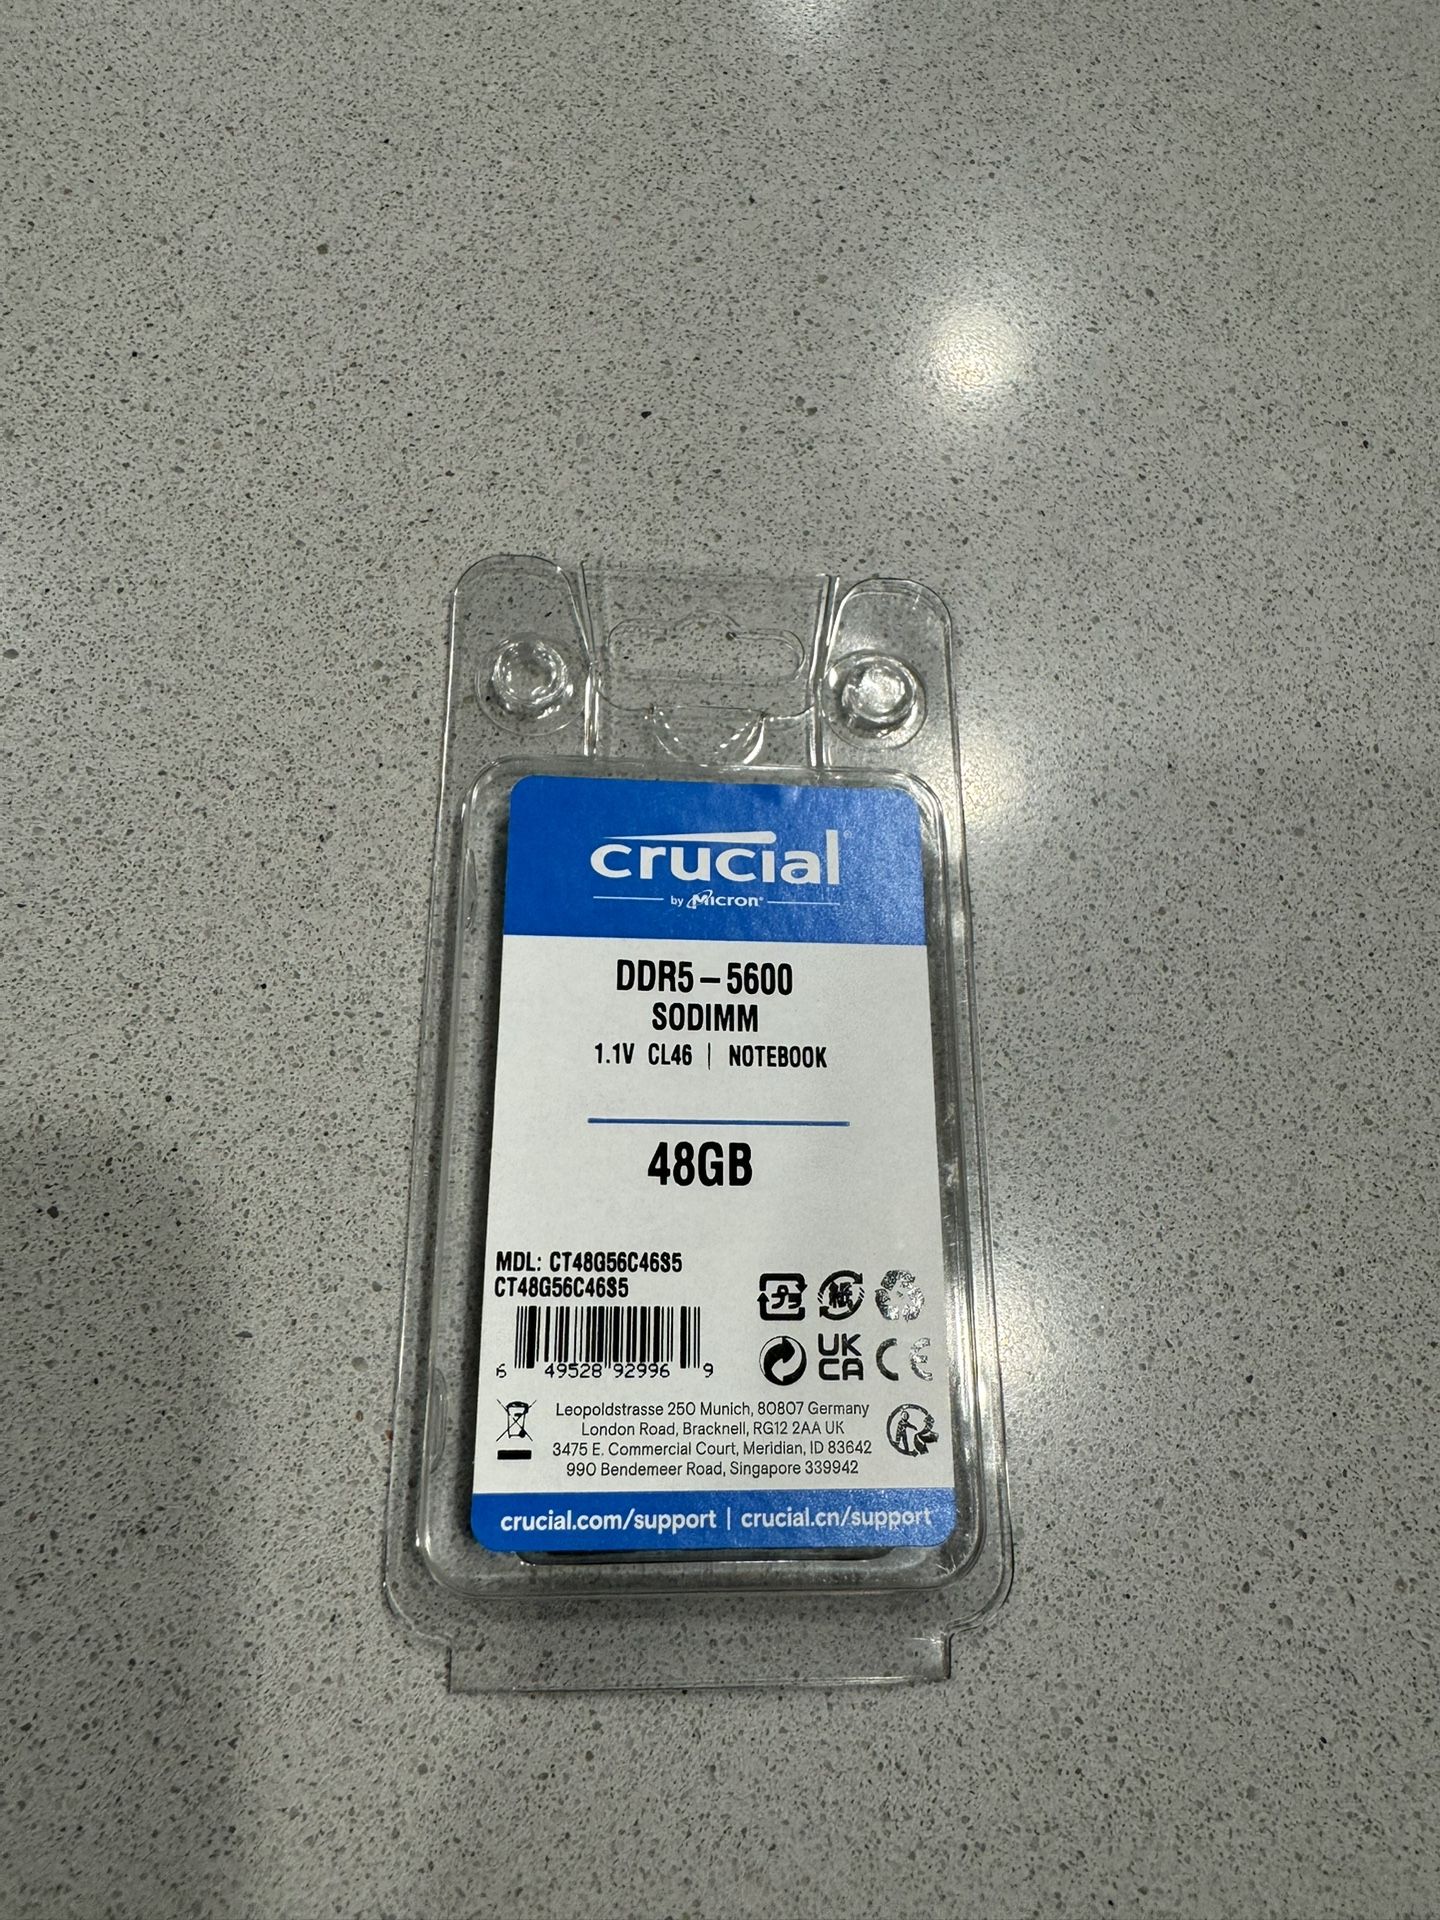 crucial®
by Micron®
DDR5 – 5600
SODIMM
1.1V CL46 | NOTEBOOK
48GB
MDL: CT48G56C46S5
CT48G56C46S5
6 49528 92996 9
紙
UK
CA
CE
Leopoldstrasse 250 Munich, 80807 Germany
London Road, Bracknell, RG12 2AA UK
3475 E. Commercial Court, Meridian, ID 83642
990 Bendemeer Road, Singapore 339942
crucial.com/support | crucial.cn/support